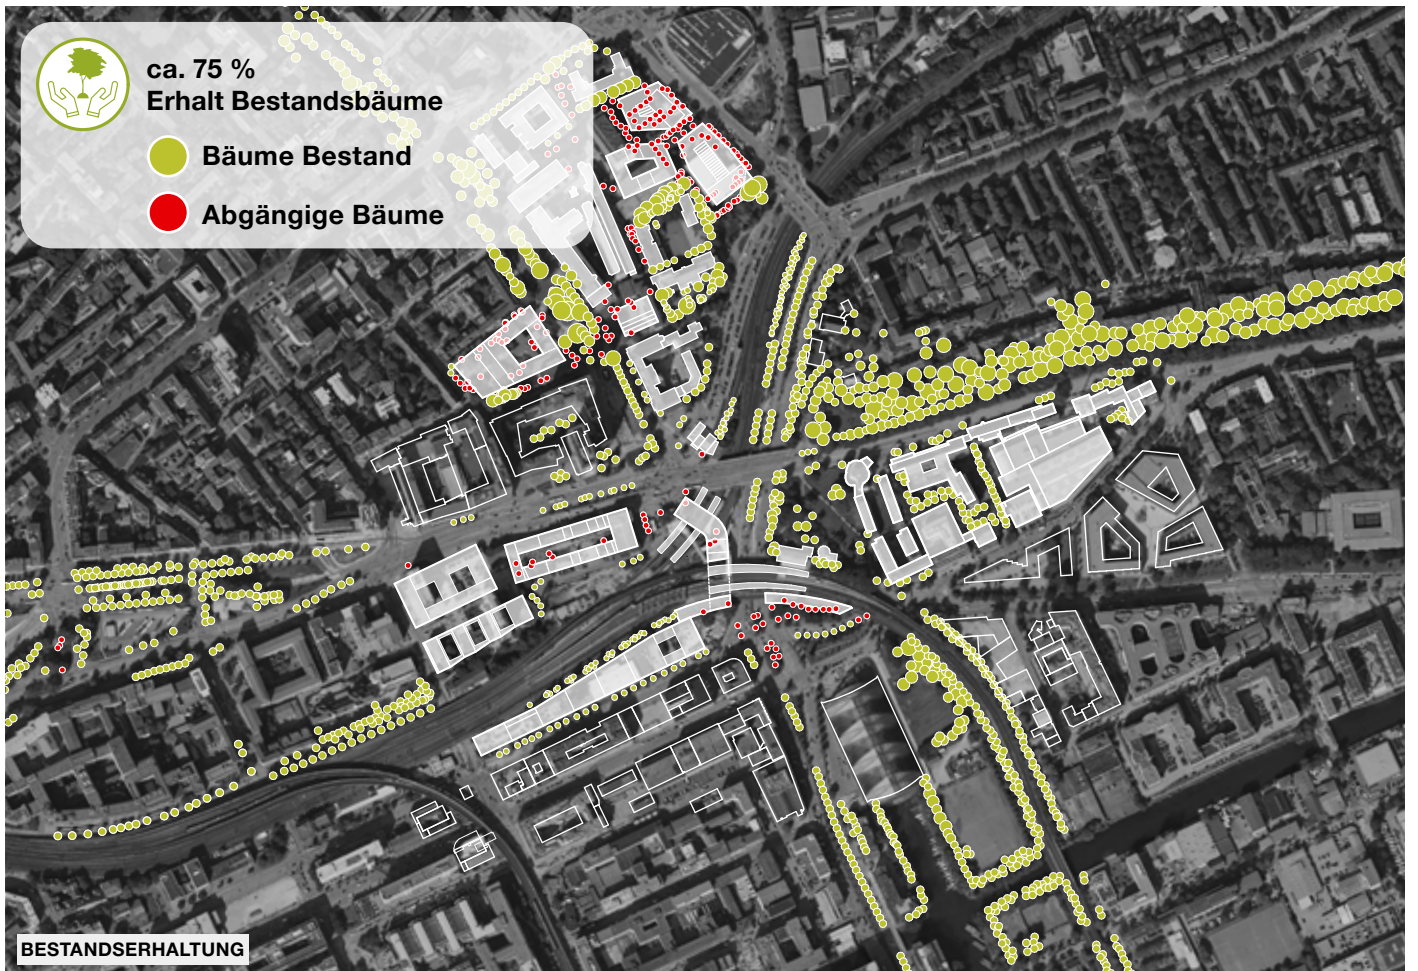 ca. 75 %
Erhalt Bestandsbäume
Bäume Bestand
Abgängige Bäume
BESTANDSERHALTUNG